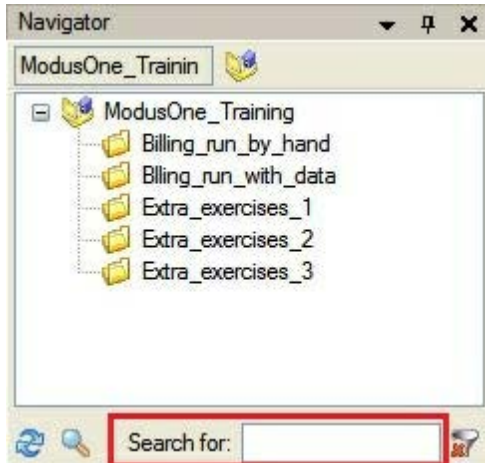 Navigator
ModusOne_Trainin
ModusOne_Training
Billing_run_by_hand
Blling_run_with_data
Extra_exercises_1
Extra_exercises_2
Extra_exercises_3
Search for: